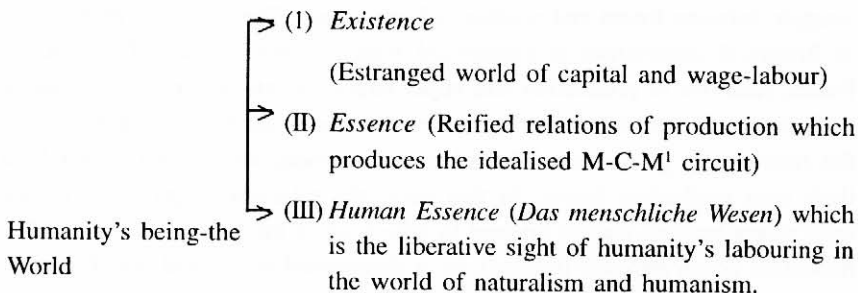 (I) Existence
(Estranged world of capital and wage-labour)
(II) Essence (Reified relations of production which
produces the idealised M-C-M¹ circuit)
(III) Human Essence (Das menschliche Wesen) which
is the liberative sight of humanity's labouring in
the world of naturalism and humanism.
Humanity's being-the
World